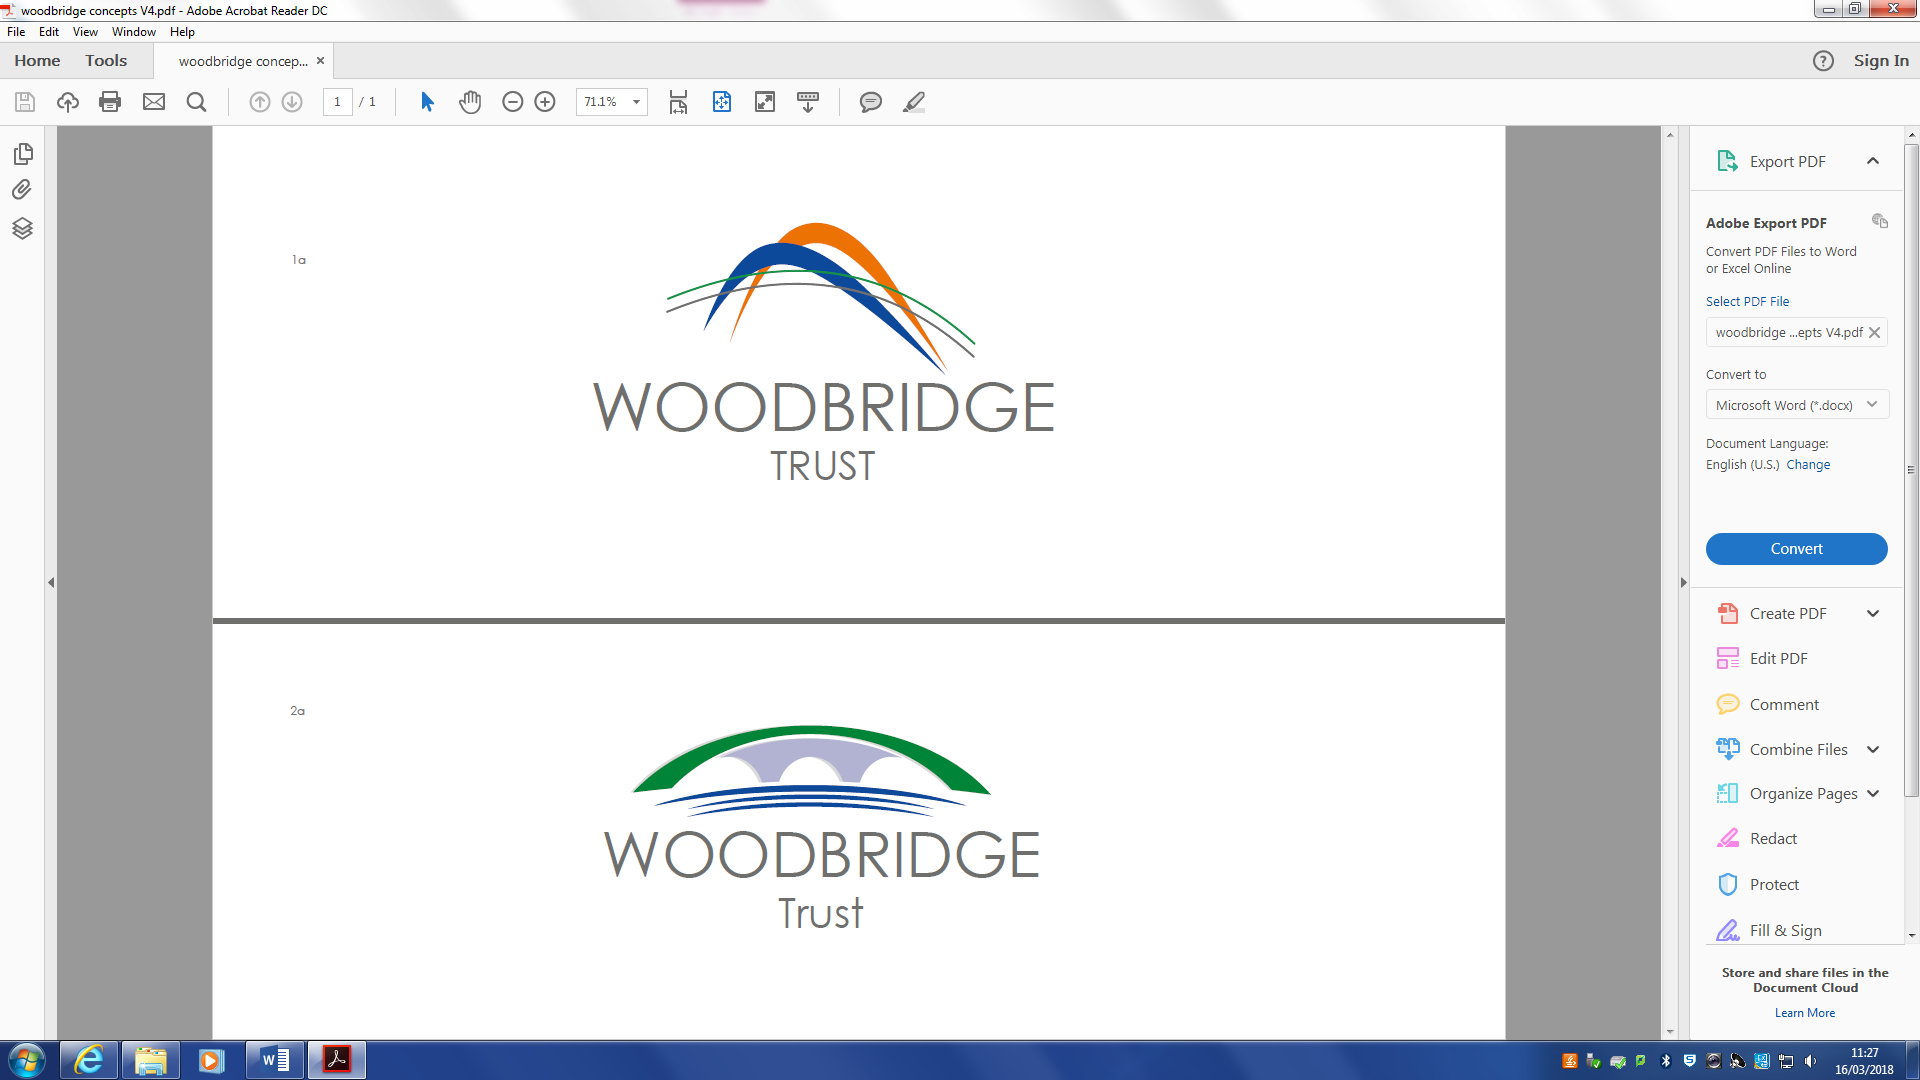 woodbridge concepts V4.pdf - Adobe Acrobat Reader DC
File Edit View Window Help
Home Tools woodbridge concep... × ? Sign In
1 / 1 71.1%
1a
WOODBRIDGE
TRUST
2a
WOODBRIDGE
Trust
Export PDF
Adobe Export PDF
Convert PDF Files to Word
or Excel Online
Select PDF File
woodbridge ...epts V4.pdf
Convert to
Microsoft Word (*.docx)
Document Language:
English (U.S.) Change
Convert
Create PDF
Edit PDF
Comment
Combine Files
Organize Pages
Redact
Protect
Fill & Sign
Store and share files in the
Document Cloud
Learn More
11:27
16/03/2018